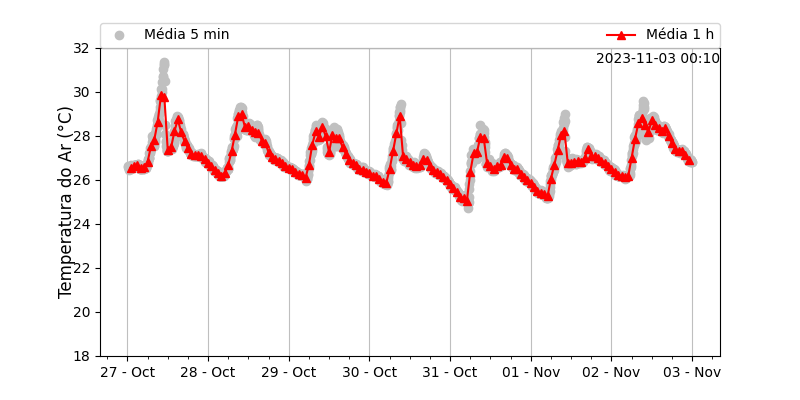 Média 5 min
Média 1 h
2023-11-03 00:10
Temperatura do Ar (°C)
32
30
28
26
24
22
20
18
27 - Oct
28 - Oct
29 - Oct
30 - Oct
31 - Oct
01 - Nov
02 - Nov
03 - Nov